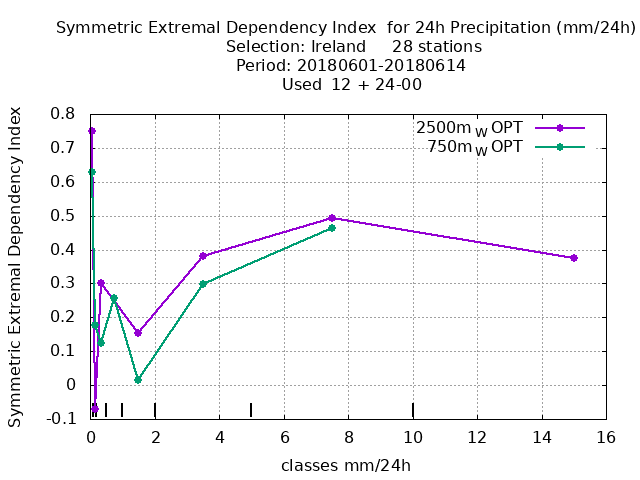 Symmetric Extremal Dependency Index  for 24h Precipitation (mm/24h)
Selection: Ireland     28 stations
Period: 20180601-20180614
Used  12 + 24-00
Symmetric Extremal Dependency Index
0.8
0.7
0.6
0.5
0.4
0.3
0.2
0.1
0
-0.1
2500m W OPT
750m W OPT
0 2 4 6 8 10 12 14 16
classes mm/24h